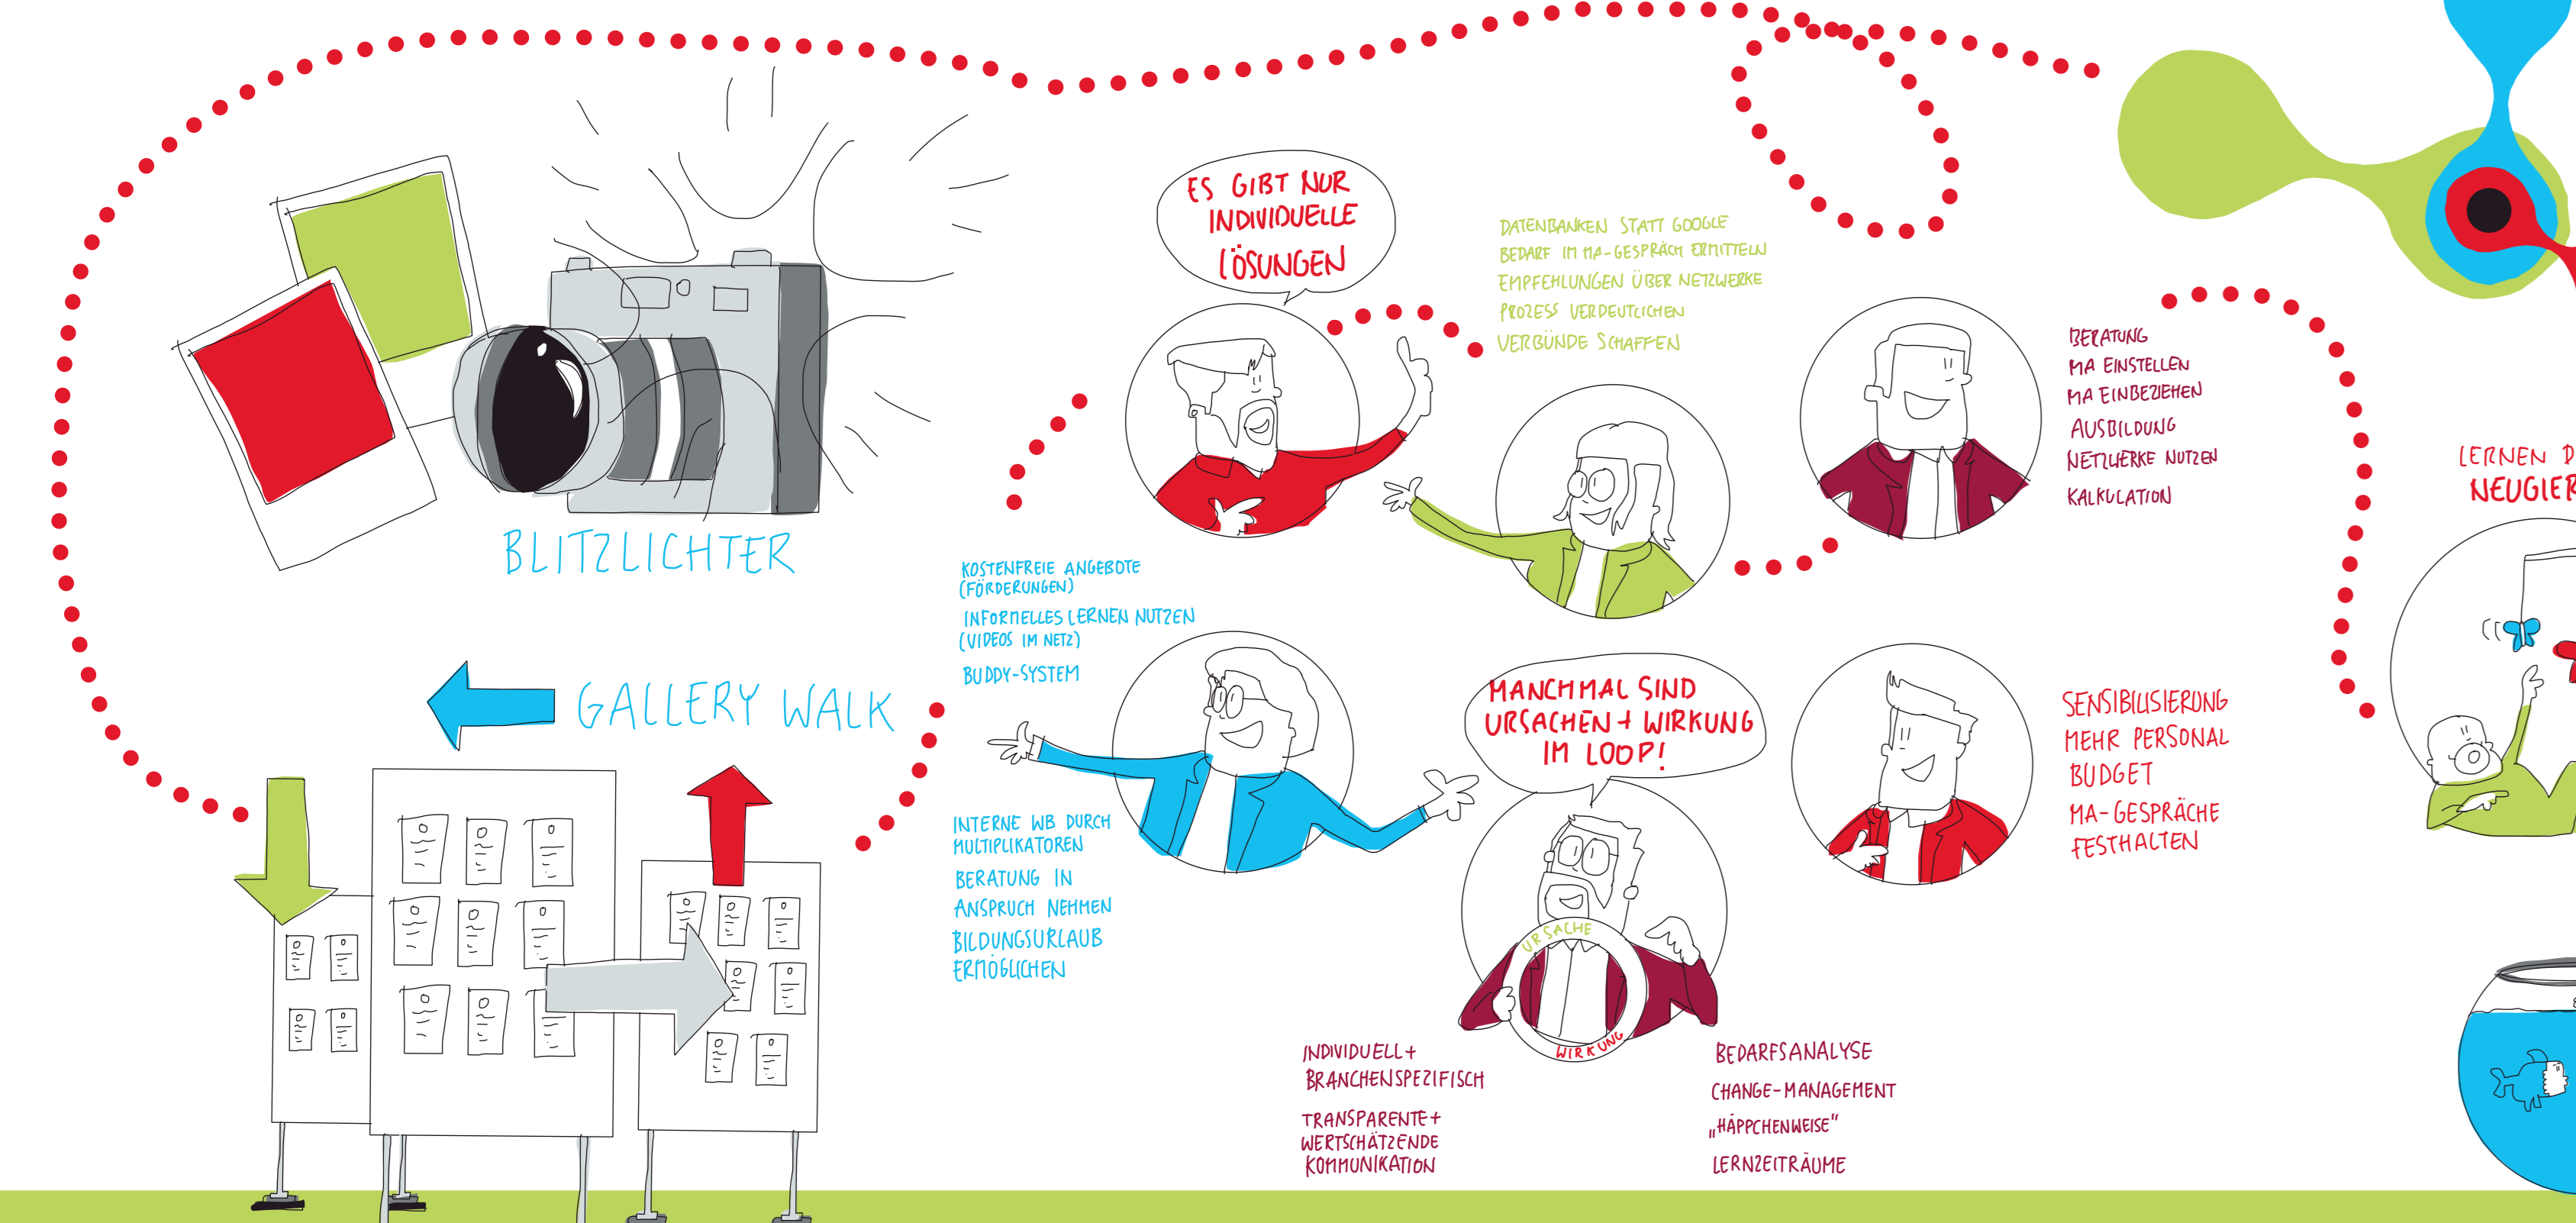 BLITZLICHTER
GALLERY WALK
ES GIBT NUR
INDIVIDUELLE
LÖSUNGEN
DATENBANKEN STATT GOOGLE
BEDARF IM MA-GESPRÄCH ERMITTELN
EMPFEHLUNGEN ÜBER NETZWERKE
PROZESS VERDEUTLICHEN
VERBÜNDE SCHAFFEN
BERATUNG
MA EINSTELLEN
MA EINBEZIEHEN
AUSBILDUNG
NETZWERKE NUTZEN
KALKULATION
KOSTENFREIE ANGEBOTE
(FÖRDERUNGEN)
INFORMELLES LERNEN NUTZEN
(VIDEOS IM NETZ)
BUDDY-SYSTEM
INTERNE WB DURCH
MULTIPLIKATOREN
BERATUNG IN
ANSPRUCH NEHMEN
BILDUNGSURLAUB
ERMÖGLICHEN
MANCHMAL SIND
URSACHEN + WIRKUNG
IM LOOP!
URSACHE
WIRKUNG
SENSIBILISIERUNG
MEHR PERSONAL
BUDGET
MA-GESPRÄCHE
FESTHALTEN
INDIVIDUELL +
BRANCHENSPEZIFISCH
TRANSPARENTE +
WERTSCHÄTZENDE
KOMMUNIKATION
BEDARFSANALYSE
CHANGE-MANAGEMENT
„HÄPPCHENWEISE"
LERNZEITRÄUME
LERNEN D
NEUGIER